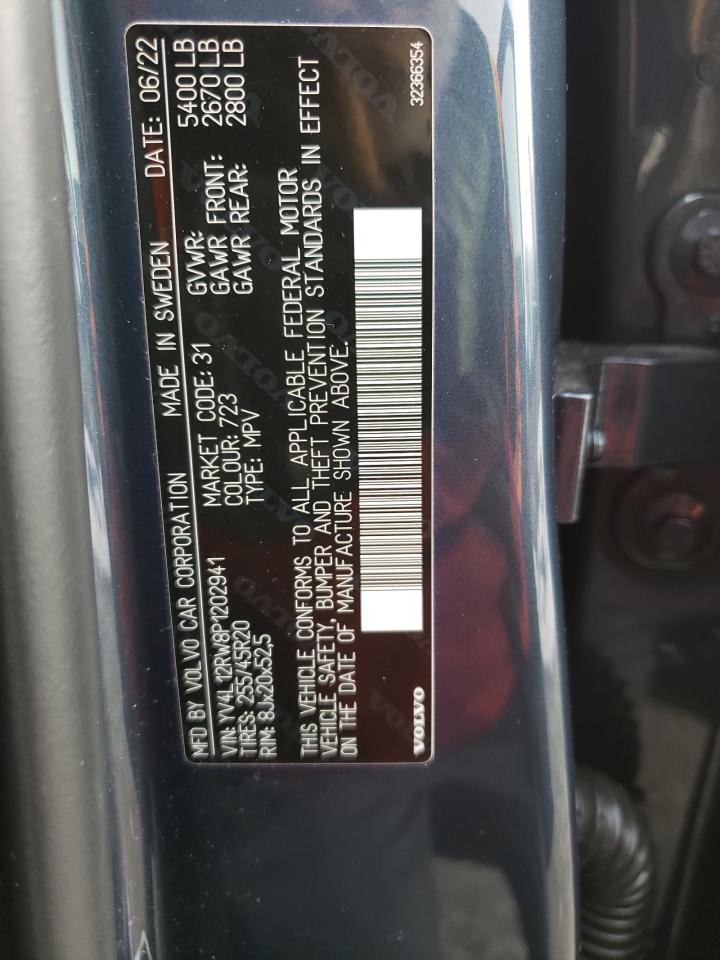 MFD BY VOLVO CAR CORPORATION MADE IN SWEDEN DATE: 06/22
VIN: YV4L12RW8P1202941 MARKET CODE: 31 GVWR: 5400 LB
TIRES: 255/45R20 COLOUR: 723 GAWR FRONT: 2670 LB
RIM: 8Jx20x52,5 TYPE: MPV GAWR REAR: 2800 LB
THIS VEHICLE CONFORMS TO ALL APPLICABLE FEDERAL MOTOR
VEHICLE SAFETY, BUMPER AND THEFT PREVENTION STANDARDS IN EFFECT
ON THE DATE OF MANUFACTURE SHOWN ABOVE.
VOLVO 32366354